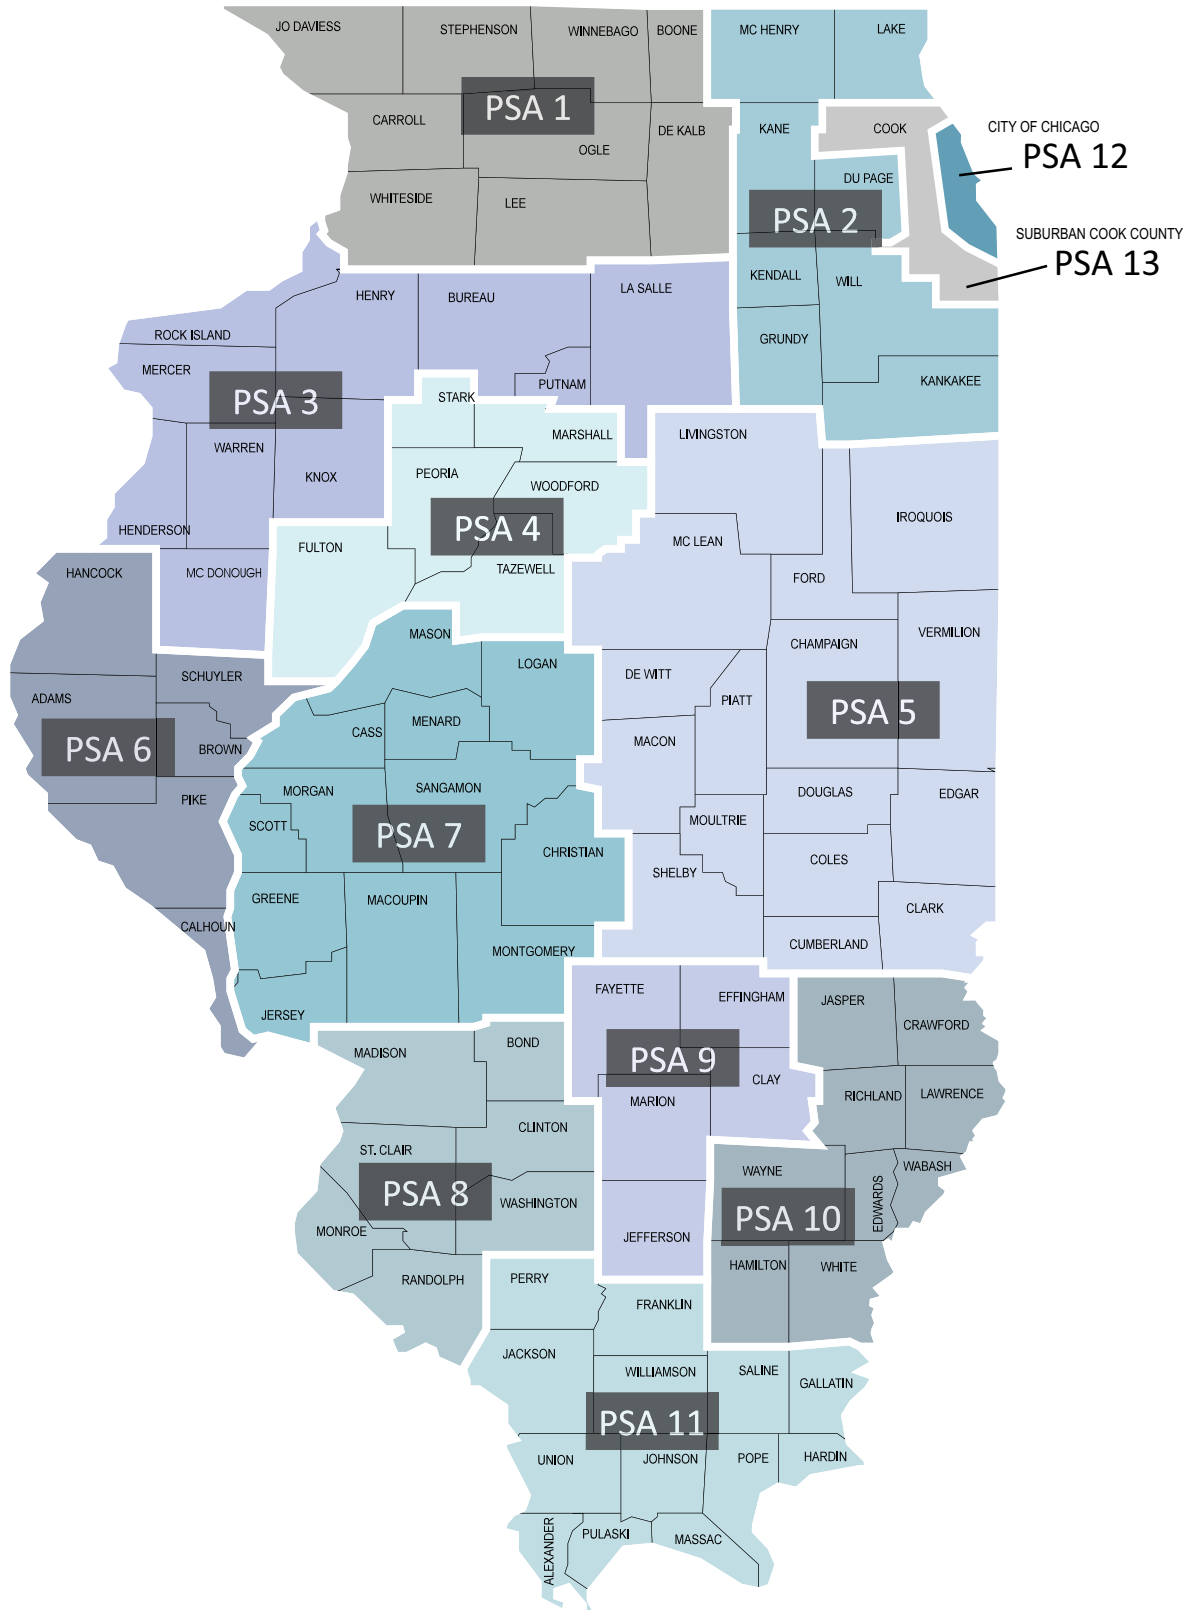 JO DAVIESS
STEPHENSON
WINNEBAGO
BOONE
MC HENRY
LAKE
CARROLL
PSA 1
OGLE
DE KALB
KANE
COOK
CITY OF CHICAGO
PSA 12
WHITESIDE
LEE
DU PAGE
PSA 2
SUBURBAN COOK COUNTY
PSA 13
HENRY
BUREAU
LA SALLE
KENDALL
WILL
ROCK ISLAND
MERCER
GRUNDY
PUTNAM
KANKAKEE
PSA 3
STARK
WARREN
KNOX
MARSHALL
LIVINGSTON
PEORIA
WOODFORD
HENDERSON
PSA 4
IROQUOIS
FULTON
MC LEAN
HANCOCK
MC DONOUGH
TAZEWELL
FORD
MASON
CHAMPAIGN
VERMILION
SCHUYLER
LOGAN
DE WITT
ADAMS
PIATT
PSA 5
PSA 6
BROWN
CASS
MENARD
MACON
PIKE
MORGAN
SANGAMON
DOUGLAS
EDGAR
SCOTT
PSA 7
MOULTRIE
CHRISTIAN
SHELBY
COLES
GREENE
MACOUPIN
CLARK
CALHOUN
MONTGOMERY
CUMBERLAND
JERSEY
FAYETTE
EFFINGHAM
JASPER
CRAWFORD
MADISON
BOND
PSA 9
CLAY
MARION
RICHLAND
LAWRENCE
CLINTON
ST. CLAIR
WAYNE
WABASH
PSA 8
WASHINGTON
EDWARDS
MONROE
JEFFERSON
PSA 10
RANDOLPH
PERRY
HAMILTON
WHITE
FRANKLIN
JACKSON
WILLIAMSON
SALINE
GALLATIN
PSA 11
UNION
JOHNSON
POPE
HARDIN
ALEXANDER
PULASKI
MASSAC